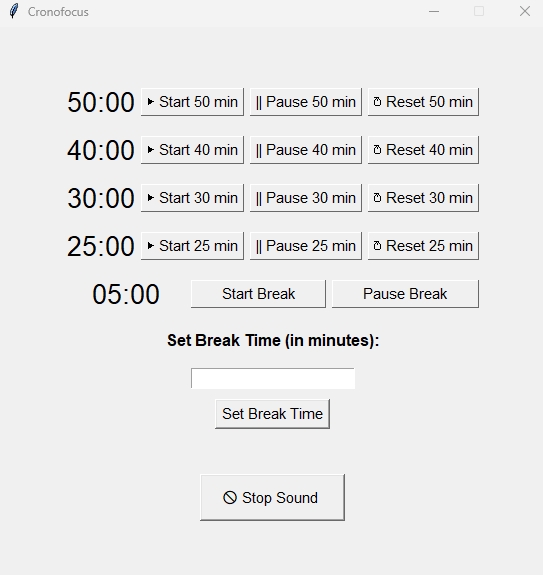 Cronofocus
50:00 ▶ Start 50 min || Pause 50 min ⏱ Reset 50 min
40:00 ▶ Start 40 min || Pause 40 min ⏱ Reset 40 min
30:00 ▶ Start 30 min || Pause 30 min ⏱ Reset 30 min
25:00 ▶ Start 25 min || Pause 25 min ⏱ Reset 25 min
05:00 Start Break Pause Break
Set Break Time (in minutes):
Set Break Time
🛇 Stop Sound